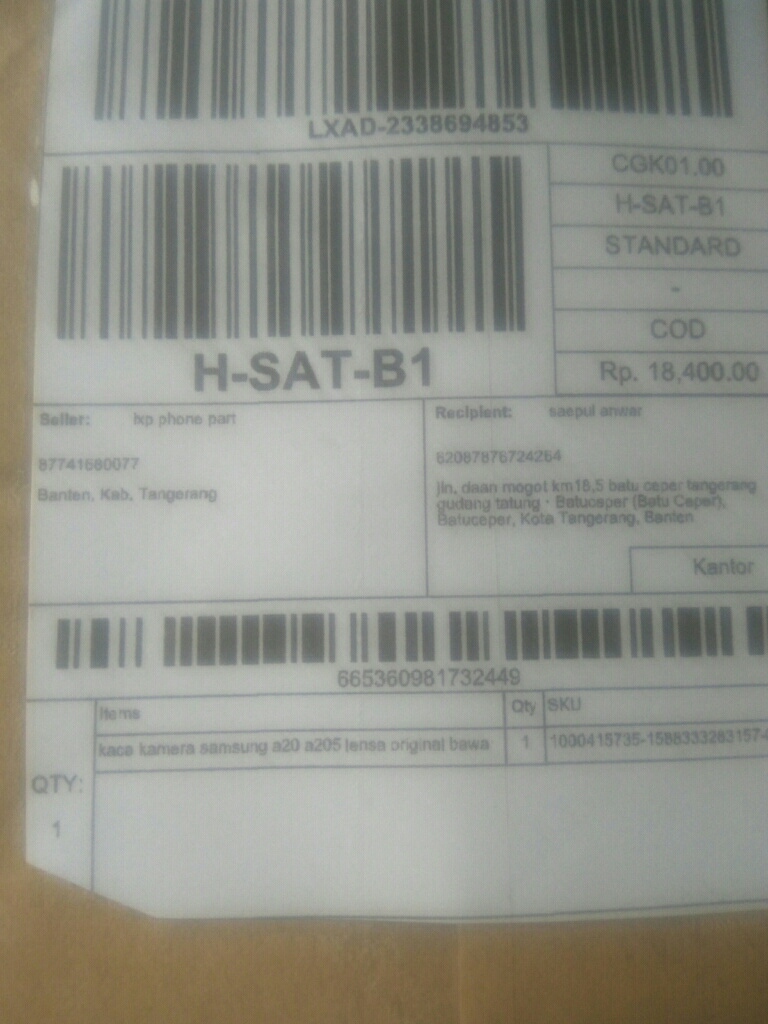 LXAD-2338694853
CGK01.00
H-SAT-B1
STANDARD
-
COD
Rp. 18,400.00
H-SAT-B1
Seller: lxp phone part
87741680077
Banten, Kab. Tangerang
Recipient: saepul anwar
62087876724264
jln, daan mogot km18,5 batu ceper tangerang
gudang tatung - Batuceper (Batu Ceper),
Batuceper, Kota Tangerang, Banten
Kantor
665360981732449
Items Qty SKU
kaca kamera samsung a20 a205 lensa original bawa 1 1000415735-1588333283157-
QTY:
1